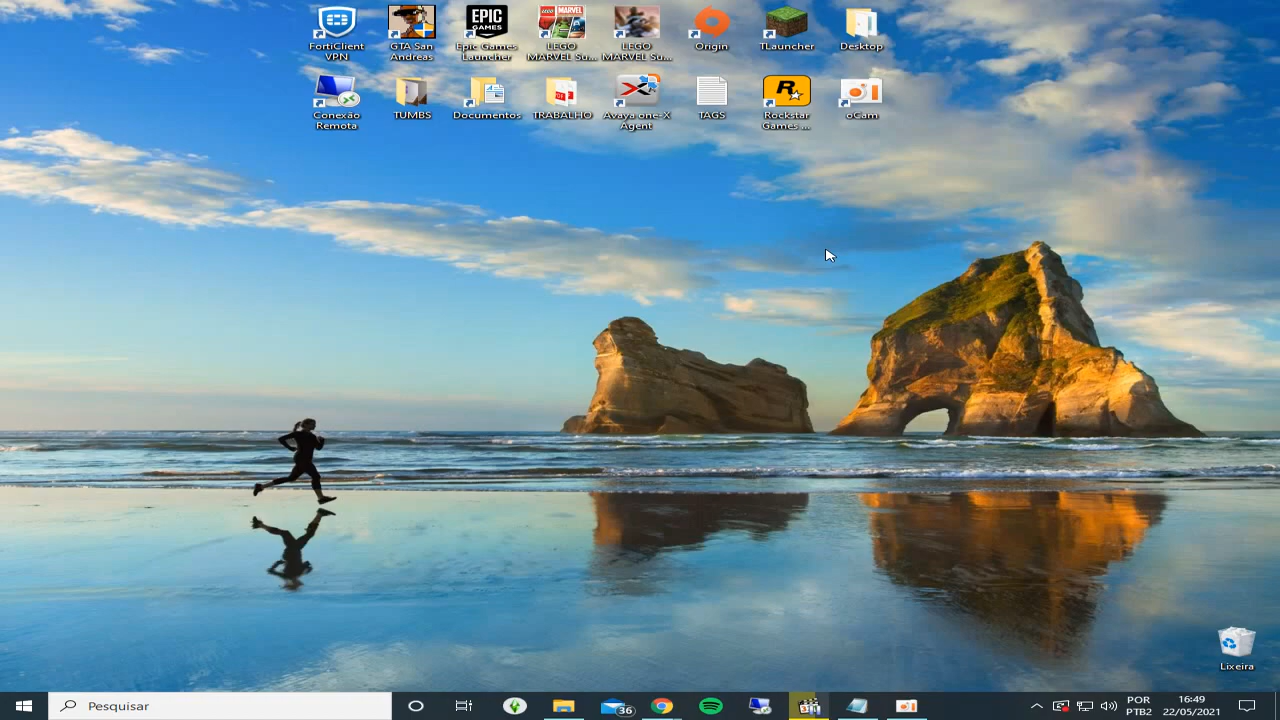 EPIC
GAMES
LEGO MARVEL
FortiClient
VPN
GTA San
Andreas
Epic Games
Launcher
LEGO
MARVEL Su...
LEGO
MARVEL Su...
Origin
TLauncher
Desktop
R
Conexão
Remota
TUMBS
Documentos
TRABALHO
Avaya one-X
Agent
TAGS
Rockstar
Games ...
oCam
Lixeira
Pesquisar
36
POR
PTB2
16:49
22/05/2021